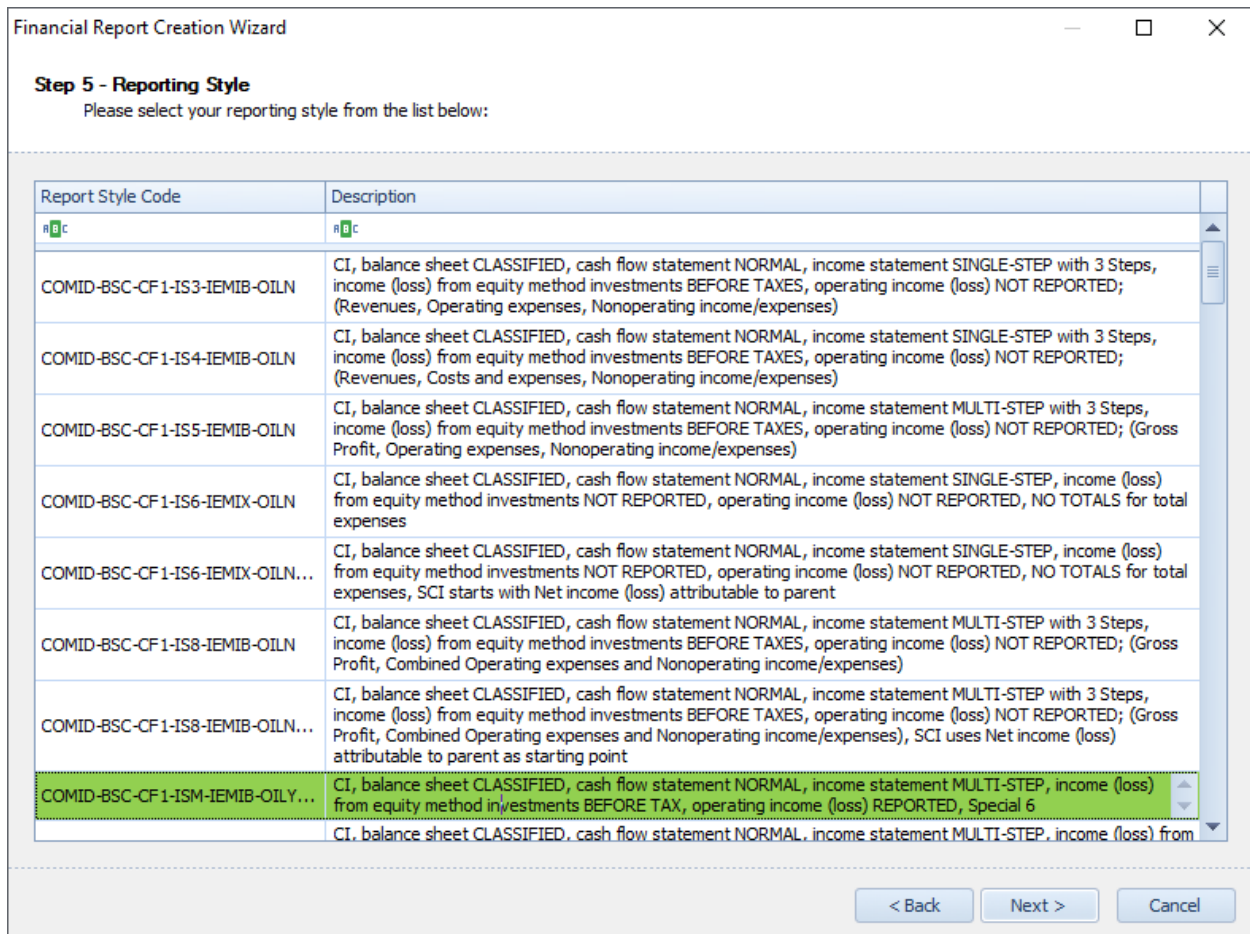 Financial Report Creation Wizard
Step 5 - Reporting Style
Please select your reporting style from the list below:
Report Style Code Description
ABC ABC
COMID-BSC-CF1-IS3-IEMIB-OILN
CI, balance sheet CLASSIFIED, cash flow statement NORMAL, income statement SINGLE-STEP with 3 Steps,
income (loss) from equity method investments BEFORE TAXES, operating income (loss) NOT REPORTED;
(Revenues, Operating expenses, Nonoperating income/expenses)
COMID-BSC-CF1-IS4-IEMIB-OILN
CI, balance sheet CLASSIFIED, cash flow statement NORMAL, income statement SINGLE-STEP with 3 Steps,
income (loss) from equity method investments BEFORE TAXES, operating income (loss) NOT REPORTED;
(Revenues, Costs and expenses, Nonoperating income/expenses)
COMID-BSC-CF1-IS5-IEMIB-OILN
CI, balance sheet CLASSIFIED, cash flow statement NORMAL, income statement MULTI-STEP with 3 Steps,
income (loss) from equity method investments BEFORE TAXES, operating income (loss) NOT REPORTED; (Gross
Profit, Operating expenses, Nonoperating income/expenses)
COMID-BSC-CF1-IS6-IEMIX-OILN
CI, balance sheet CLASSIFIED, cash flow statement NORMAL, income statement SINGLE-STEP, income (loss)
from equity method investments NOT REPORTED, operating income (loss) NOT REPORTED, NO TOTALS for total
expenses
COMID-BSC-CF1-IS6-IEMIX-OILN...
CI, balance sheet CLASSIFIED, cash flow statement NORMAL, income statement SINGLE-STEP, income (loss)
from equity method investments NOT REPORTED, operating income (loss) NOT REPORTED, NO TOTALS for total
expenses, SCI starts with Net income (loss) attributable to parent
COMID-BSC-CF1-IS8-IEMIB-OILN
CI, balance sheet CLASSIFIED, cash flow statement NORMAL, income statement MULTI-STEP with 3 Steps,
income (loss) from equity method investments BEFORE TAXES, operating income (loss) NOT REPORTED; (Gross
Profit, Combined Operating expenses and Nonoperating income/expenses)
COMID-BSC-CF1-IS8-IEMIB-OILN...
CI, balance sheet CLASSIFIED, cash flow statement NORMAL, income statement MULTI-STEP with 3 Steps,
income (loss) from equity method investments BEFORE TAXES, operating income (loss) NOT REPORTED; (Gross
Profit, Combined Operating expenses and Nonoperating income/expenses), SCI uses Net income (loss)
attributable to parent as starting point
COMID-BSC-CF1-ISM-IEMIB-OILY...
CI, balance sheet CLASSIFIED, cash flow statement NORMAL, income statement MULTI-STEP, income (loss)
from equity method investments BEFORE TAX, operating income (loss) REPORTED, Special 6
CI, balance sheet CLASSIFIED, cash flow statement NORMAL, income statement MULTI-STEP, income (loss) from
< Back Next > Cancel